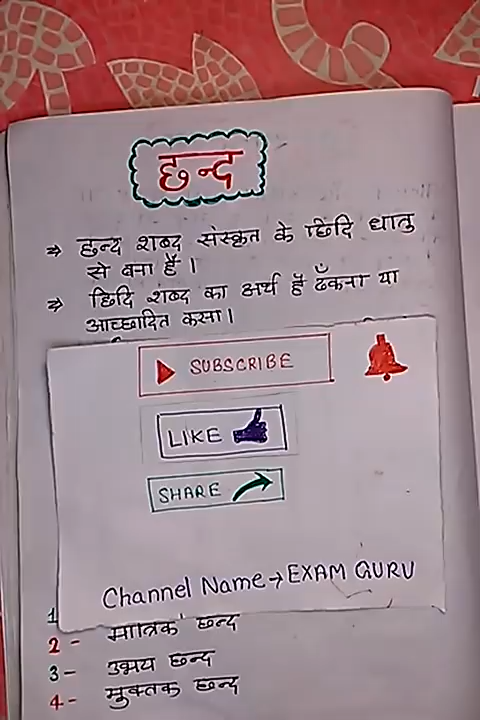 छन्द
⇒ छन्द शब्द संस्कृत के छिदि धातु
से बना है ।
⇒ छिदि शब्द का अर्थ है ढँकना या
आच्छादित करना।
SUBSCRIBE
LIKE
SHARE
Channel Name → EXAM GURU
1
2 - मात्रिक छन्द
3 - उभय छन्द
4 - मुक्तक छन्द